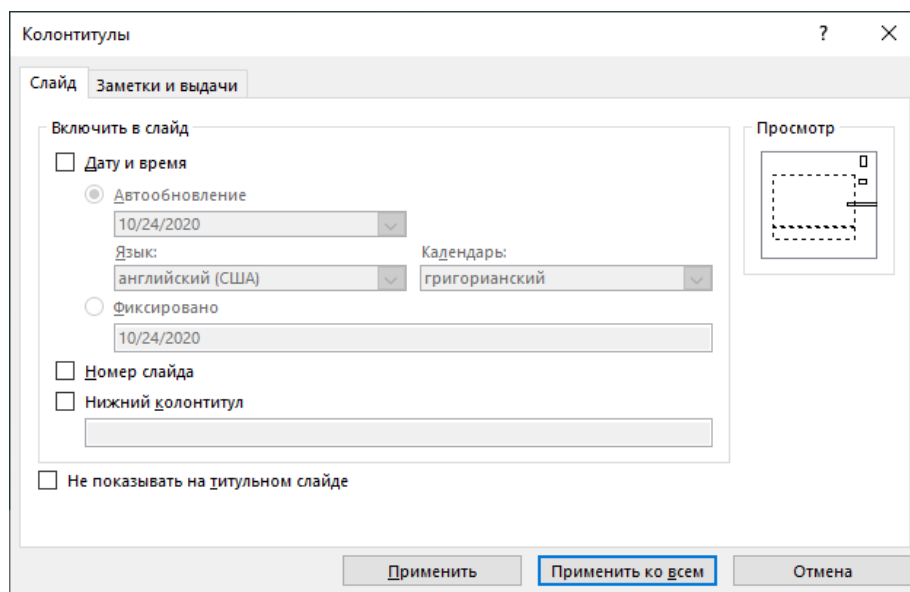 Колонтитулы
Слайд Заметки и выдачи
Включить в слайд Просмотр
Дату и время
Автообновление
10/24/2020
Язык: Календарь:
английский (США) григорианский
Фиксировано
10/24/2020
Номер слайда
Нижний колонтитул
Не показывать на титульном слайде
Применить Применить ко всем Отмена